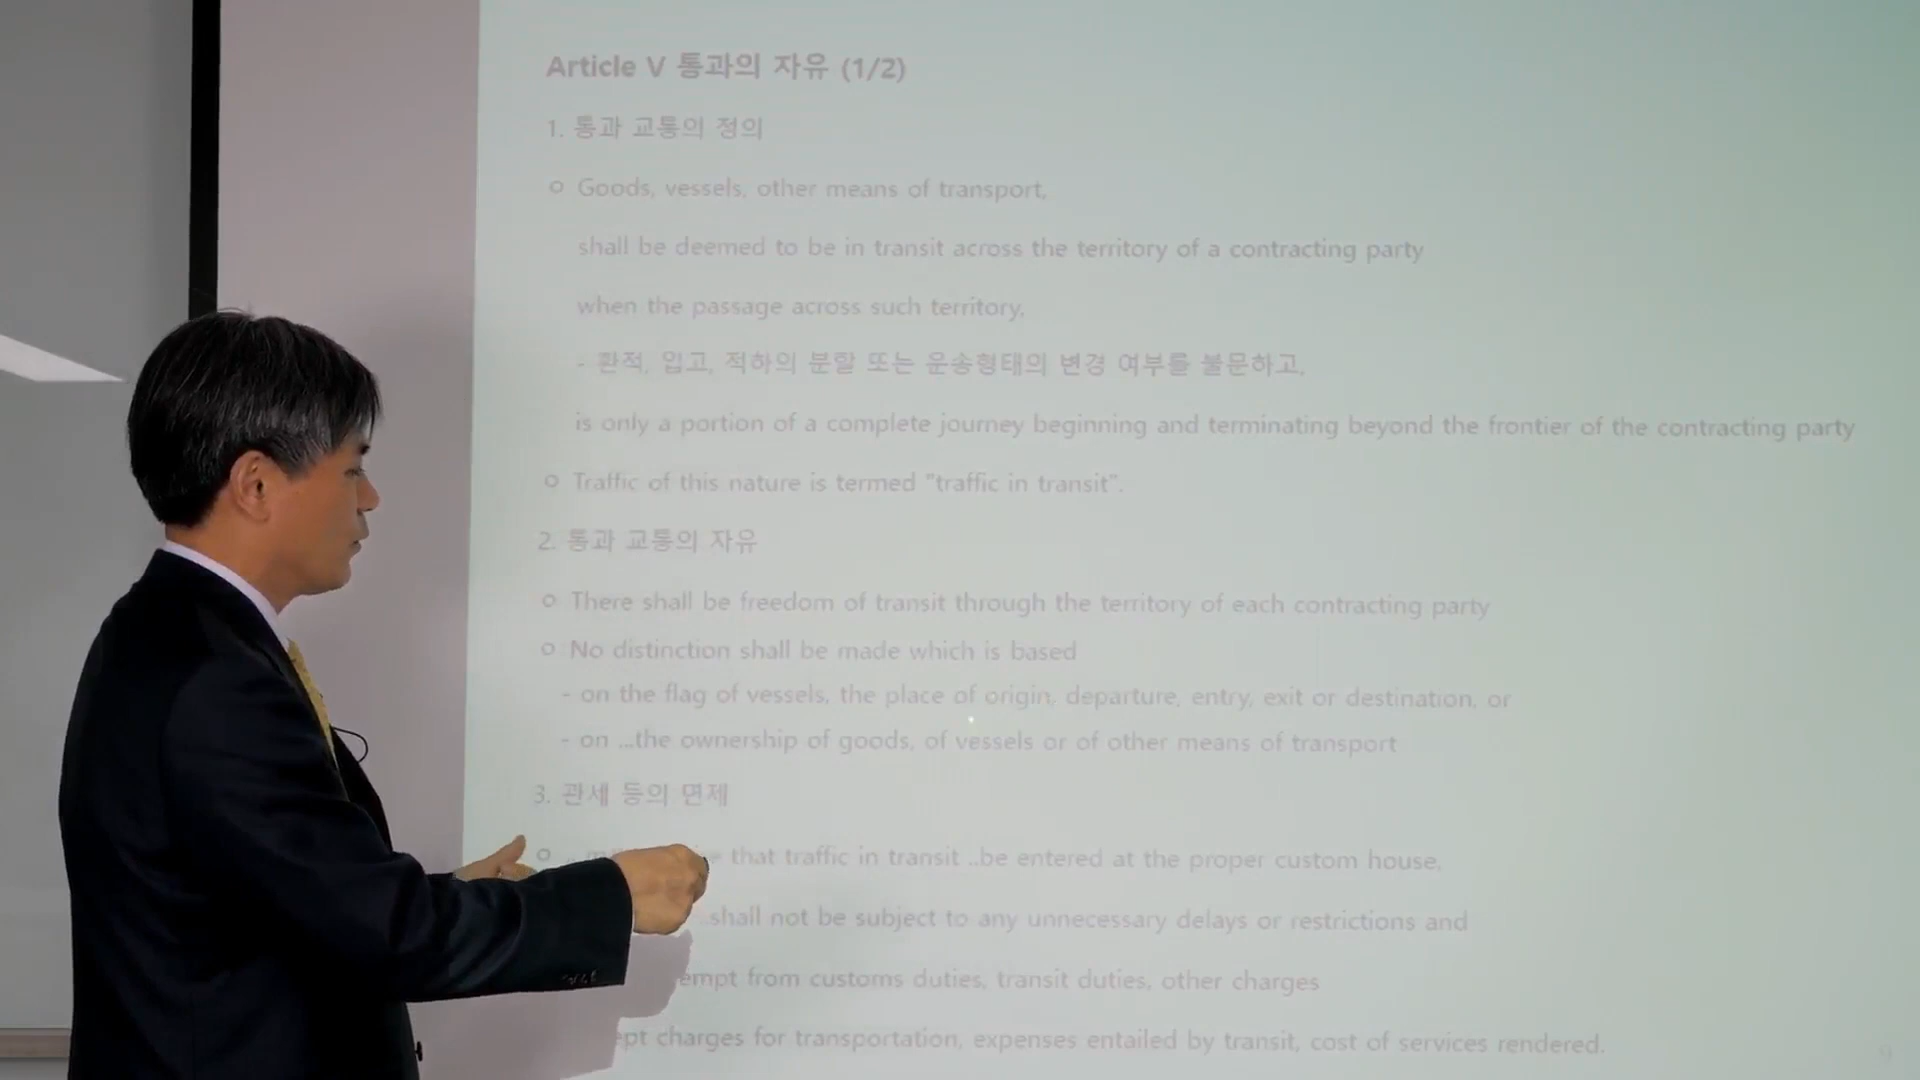 Article V 통과의 자유 (1/2)
1. 통과 교통의 정의
o Goods, vessels, other means of transport,
shall be deemed to be in transit across the territory of a contracting party
when the passage across such territory,
- 환적, 입고, 적하의 분할 또는 운송형태의 변경 여부를 불문하고,
is only a portion of a complete journey beginning and terminating beyond the frontier of the contracting party
o Traffic of this nature is termed "traffic in transit".
2. 통과 교통의 자유
o There shall be freedom of transit through the territory of each contracting party
o No distinction shall be made which is based
- on the flag of vessels, the place of origin, departure, entry, exit or destination, or
- on ...the ownership of goods, of vessels or of other means of transport
3. 관세 등의 면제
o that traffic in transit ..be entered at the proper custom house,
..shall not be subject to any unnecessary delays or restrictions and
empt from customs duties, transit duties, other charges
ept charges for transportation, expenses entailed by transit, cost of services rendered.
9